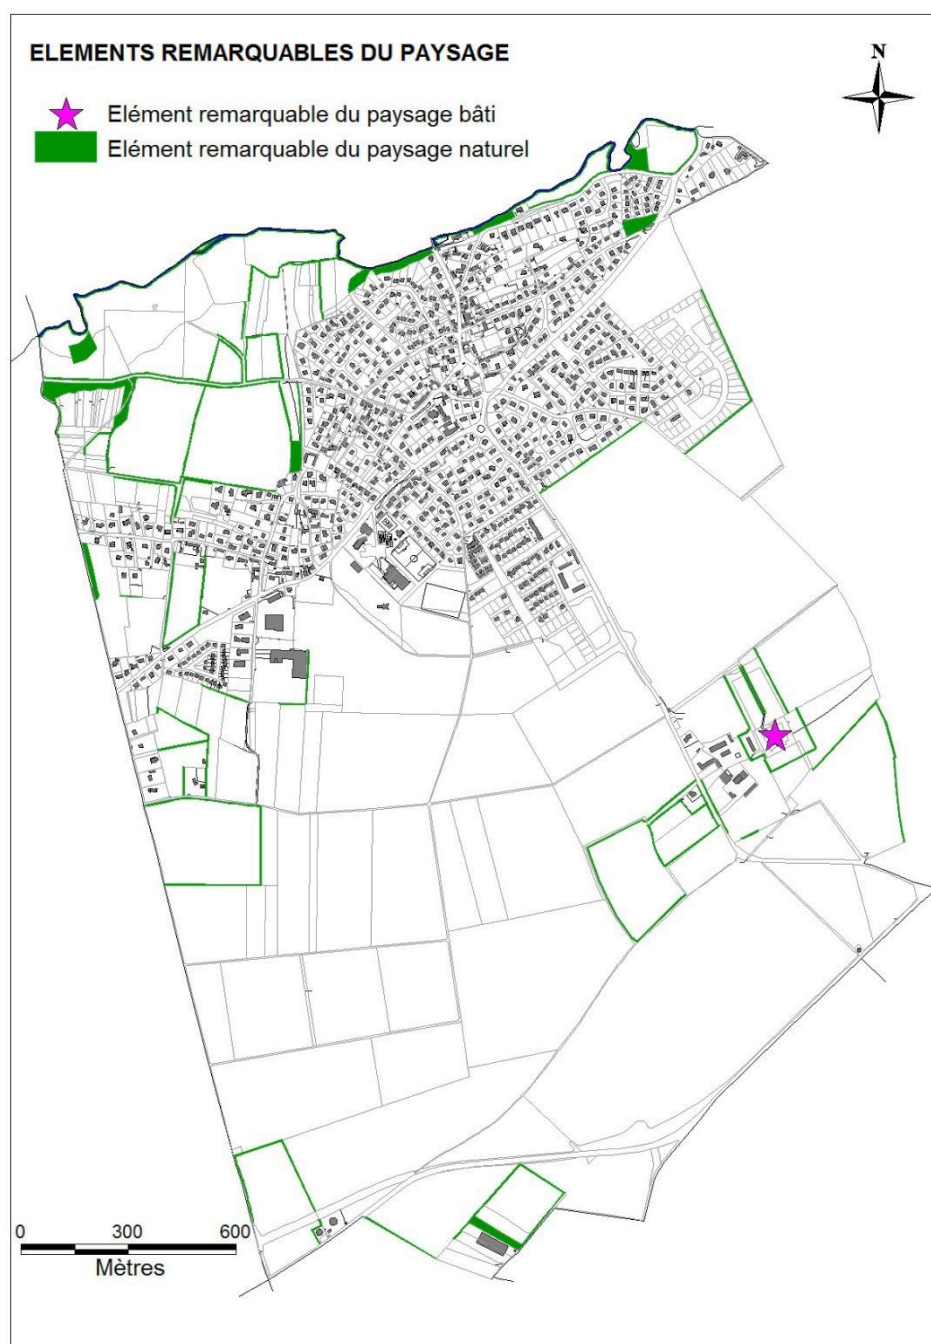 ELEMENTS REMARQUABLES DU PAYSAGE
N
Elément remarquable du paysage bâti
Elément remarquable du paysage naturel
0 300 600
Mètres